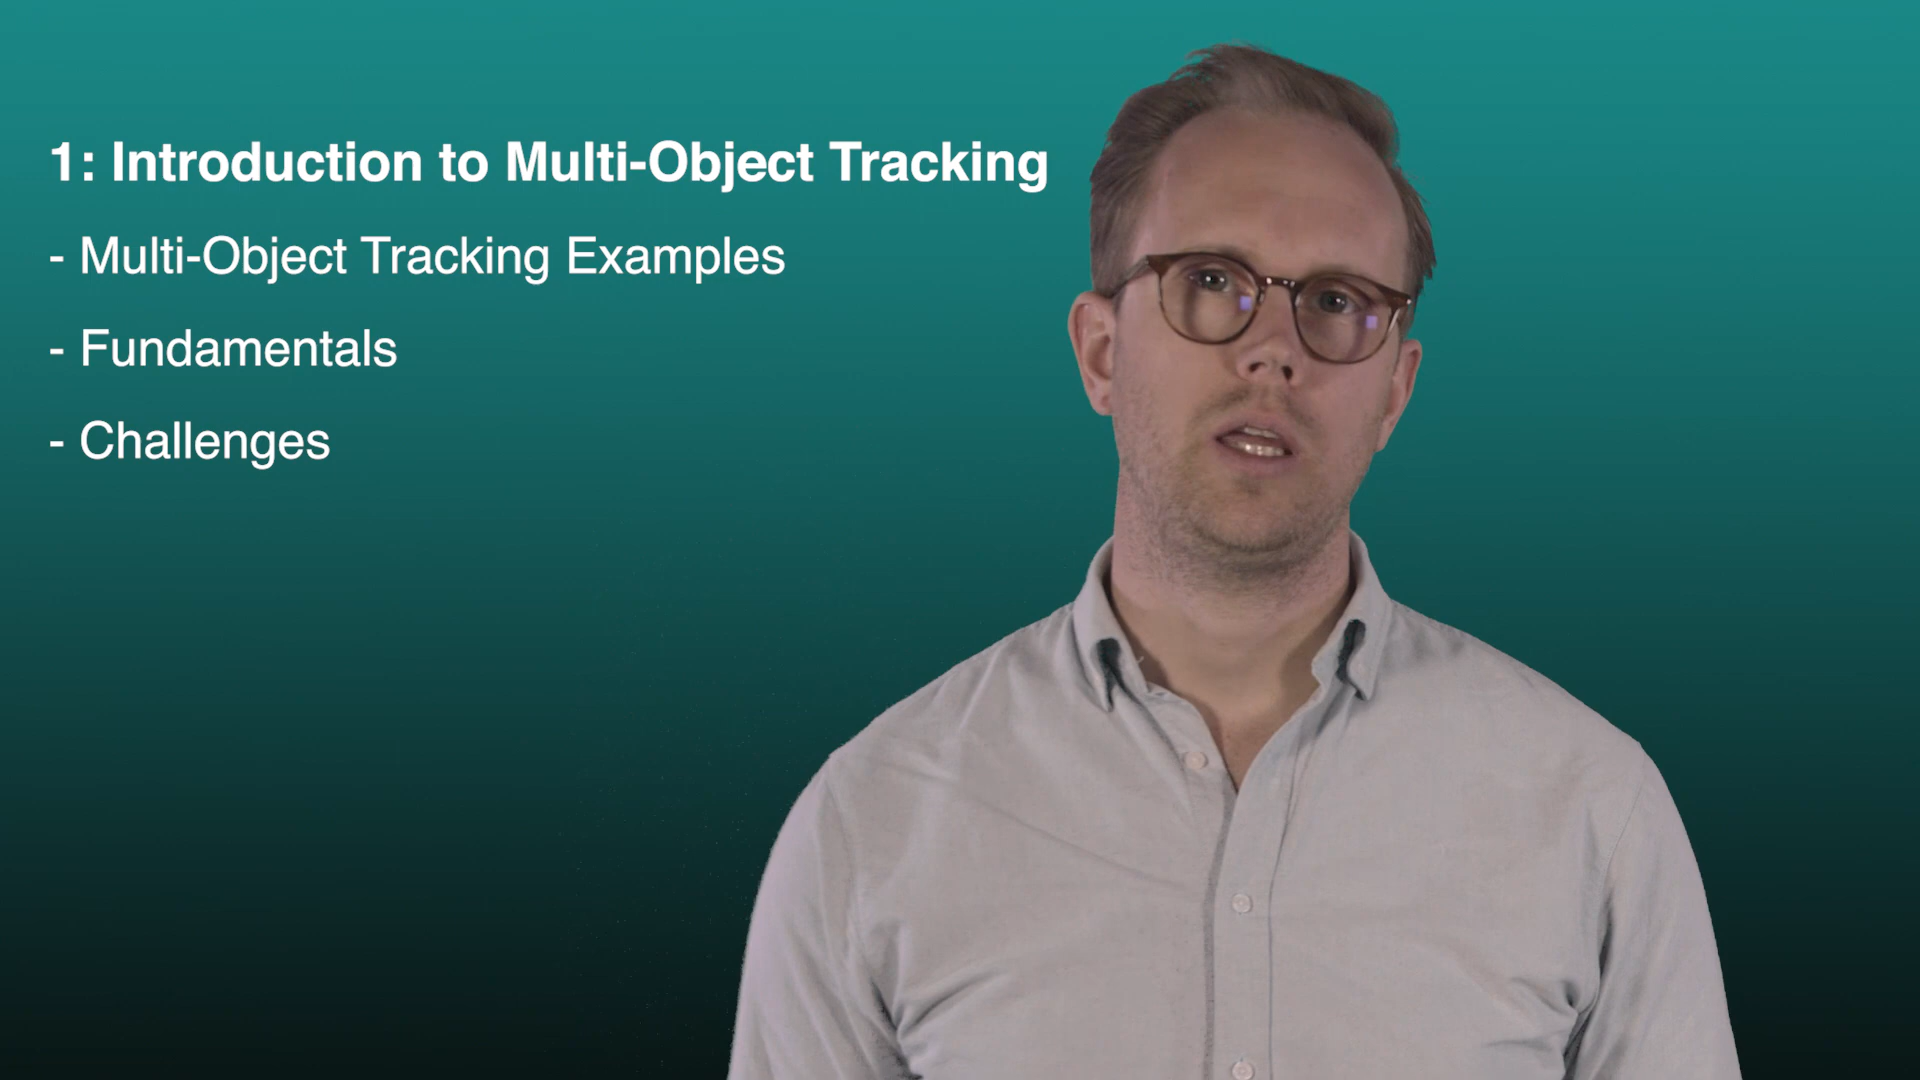 1: Introduction to Multi-Object Tracking
- Multi-Object Tracking Examples
- Fundamentals
- Challenges